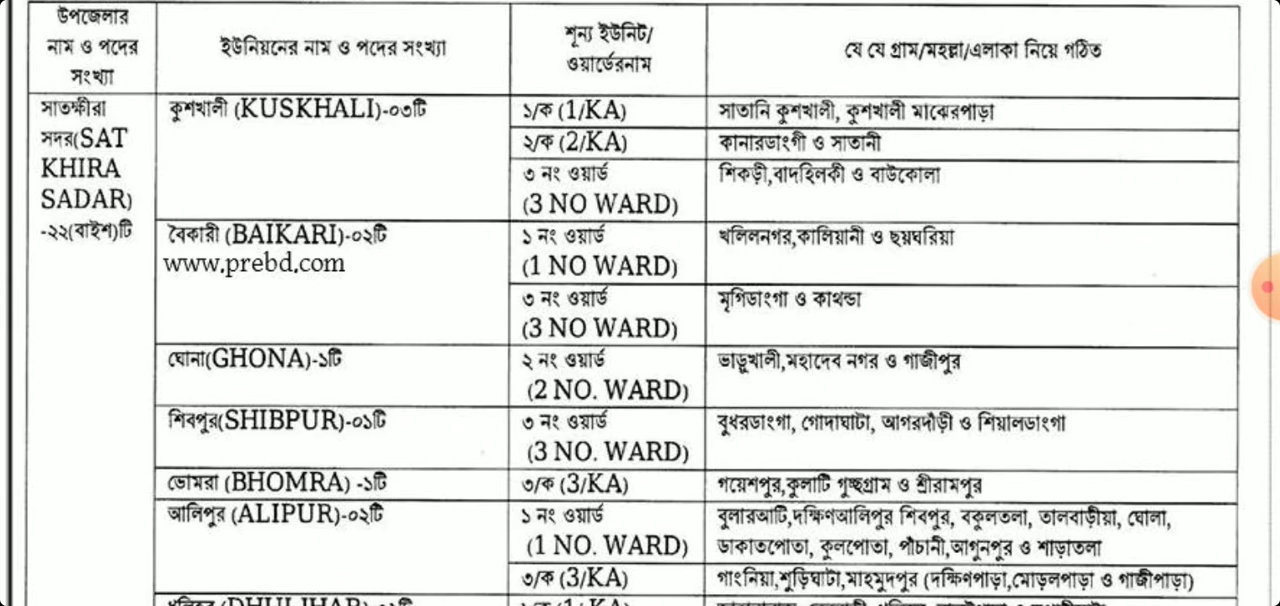 উপজেলার
নাম ও পদের
সংখ্যা
ইউনিয়নের নাম ও পদের সংখ্যা
শূন্য ইউনিট/
ওয়ার্ডেরনাম
যে যে গ্রাম/মহল্লা/এলাকা নিয়ে গঠিত
সাতক্ষীরা
সদর(SAT
KHIRA
SADAR)
-২২(বাইশ)টি
কুশখালী (KUSKHALI)-০৩টি
১/ক (1/KA)
সাতানি কুশখালী, কুশখালী মাঝেরপাড়া
২/ক (2/KA)
কানারডাংগী ও সাতানী
৩ নং ওয়ার্ড
(3 NO WARD)
শিকড়ী,বাদহিলকী ও বাউকোলা
বৈকারী (BAIKARI)-০২টি
www.prebd.com
১ নং ওয়ার্ড
(1 NO WARD)
খলিলনগর,কালিয়ানী ও ছয়ঘরিয়া
৩ নং ওয়ার্ড
(3 NO WARD)
মৃগিডাংগা ও কাথন্ডা
ঘোনা(GHONA)-১টি
২ নং ওয়ার্ড
(2 NO. WARD)
ভাড়ুখালী,মহাদেব নগর ও গাজীপুর
শিবপুর(SHIBPUR)-০১টি
৩ নং ওয়ার্ড
(3 NO. WARD)
বুধরডাংগা, গোদাঘাটা, আগরদাঁড়ী ও শিয়ালডাংগা
ভোমরা (BHOMRA) -১টি
৩/ক (3/KA)
গয়েশপুর,কুলাটি গুচ্ছগ্রাম ও শ্রীরামপুর
আলিপুর (ALIPUR)-০২টি
১ নং ওয়ার্ড
(1 NO. WARD)
বুলারআটি,দক্ষিণআলিপুর শিবপুর, বকুলতলা, তালবাড়ীয়া, ঘোলা,
ডাকাতপোতা, কুলপোতা, পাঁচানী,আগুনপুর ও শাড়াতলা
৩/ক (3/KA)
গাংনিয়া,শুড়িঘাটা,মাহমুদপুর (দক্ষিণপাড়া,মোড়লপাড়া ও গাজীপাড়া)
(DHULIHAR)